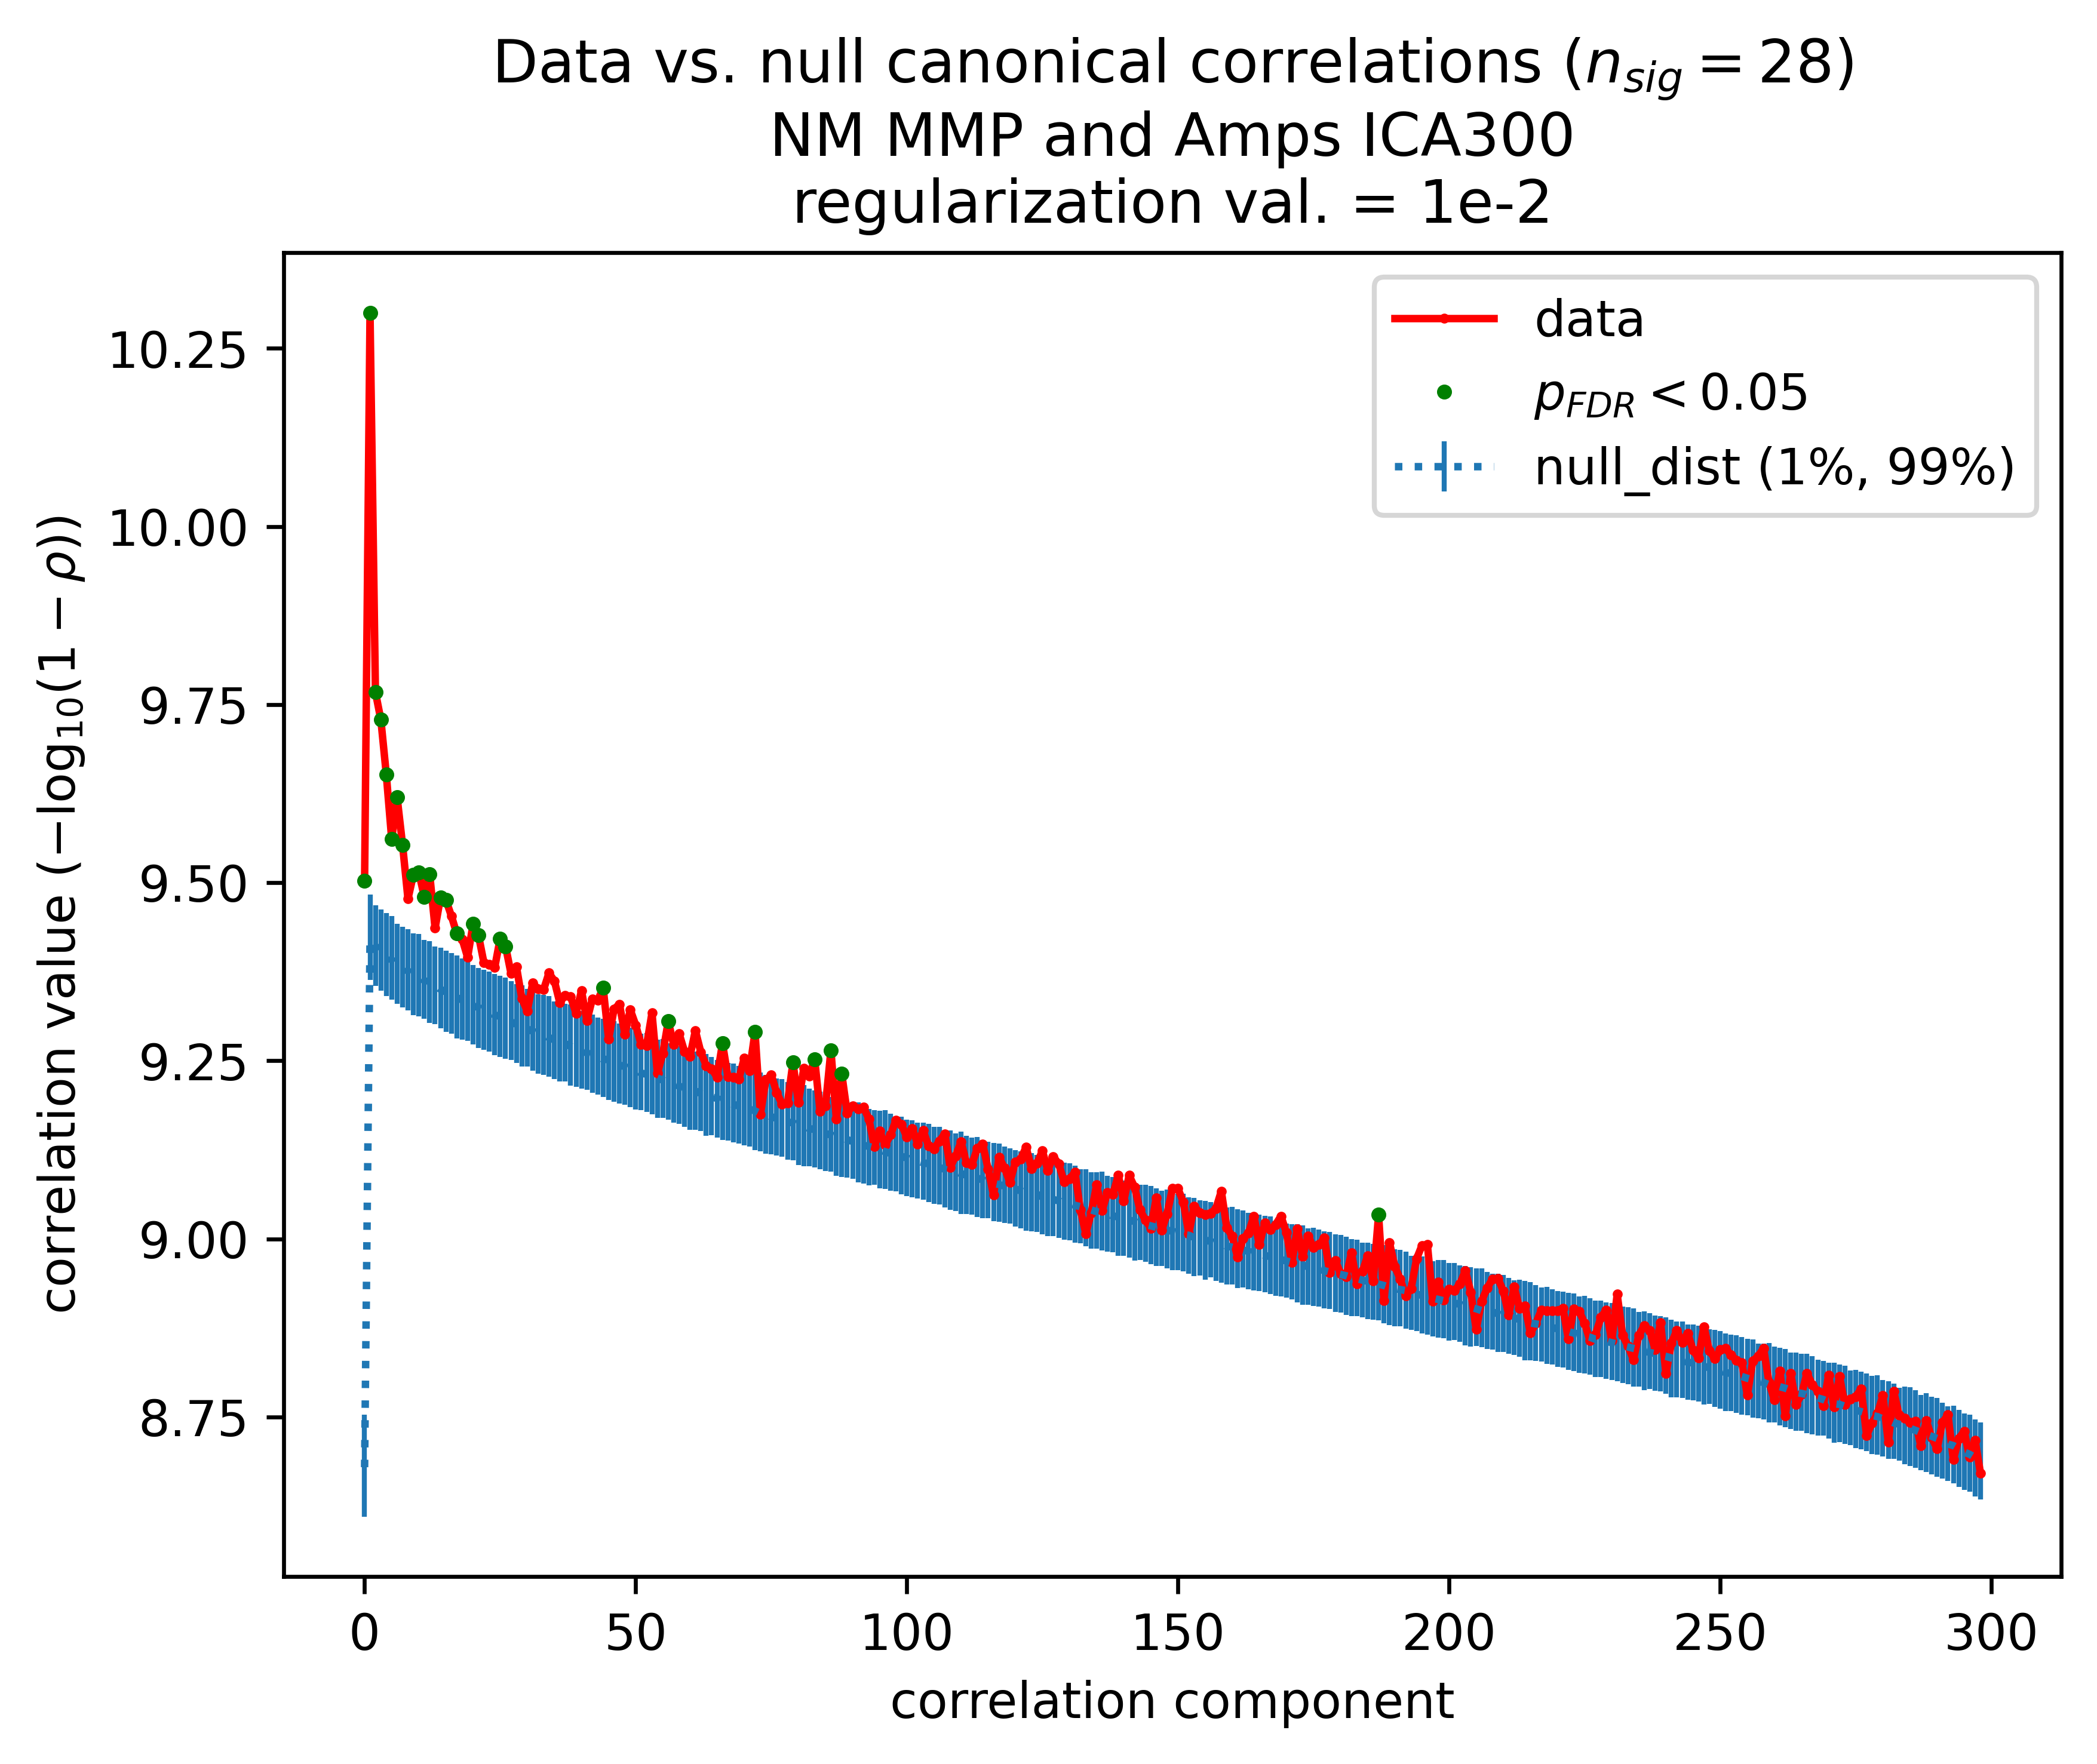 Data vs. null canonical correlations ($n_{sig} = 28$)
NM MMP and Amps ICA300
regularization val. = 1e-2
data
$p_{FDR} < 0.05$
null_dist (1%, 99%)
correlation value ($-\log_{10}(1 - \rho)$)
10.25
10.00
9.75
9.50
9.25
9.00
8.75
0 50 100 150 200 250 300
correlation component